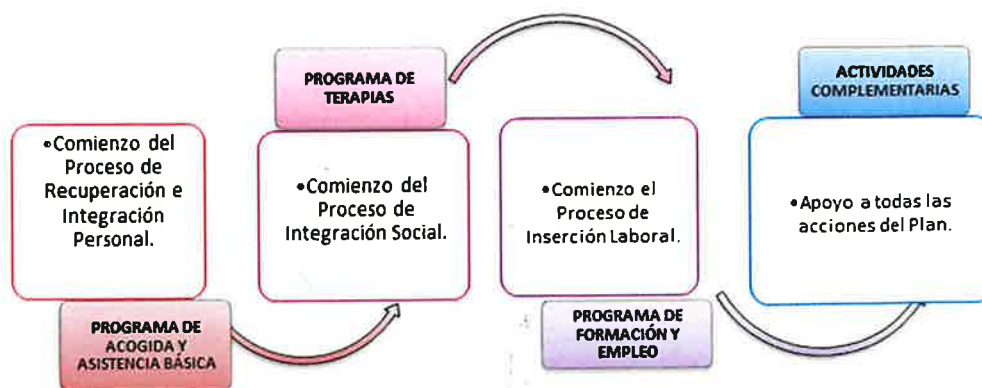 •Comienzo del
Proceso de
Recuperación e
Integración
Personal.
PROGRAMA DE
ACOGIDA Y
ASISTENCIA BÁSICA
PROGRAMA DE
TERAPIAS
•Comienzo del
Proceso de
Integración Social.
•Comienzo el
Proceso de
Inserción Laboral.
PROGRAMA DE
FORMACIÓN Y
EMPLEO
ACTIVIDADES
COMPLEMENTARIAS
•Apoyo a todas las
acciones del Plan.